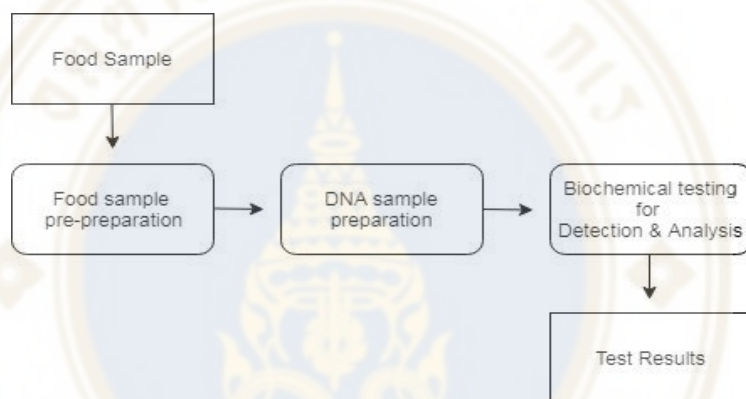 Food Sample
Food sample
pre-preparation
DNA sample
preparation
Biochemical testing
for
Detection & Analysis
Test Results